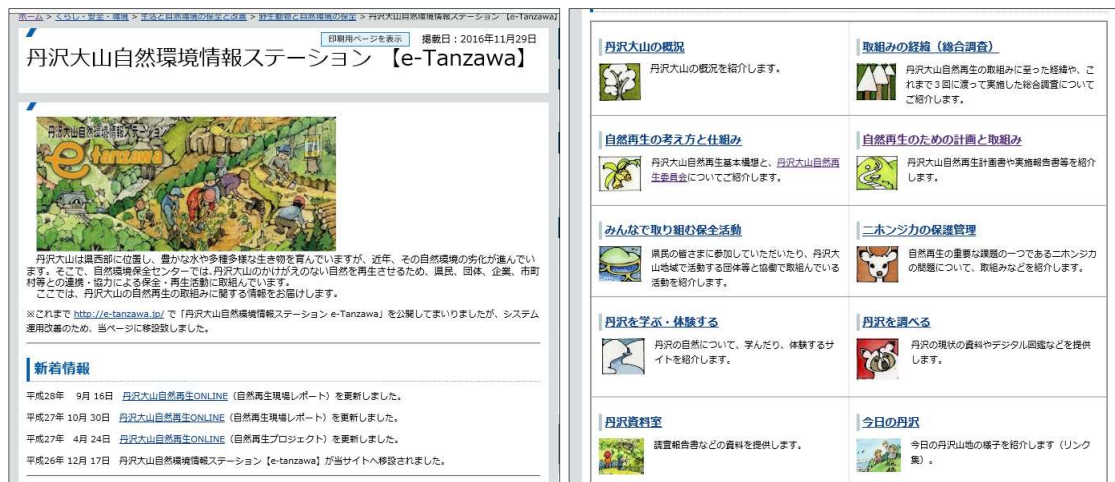 ホーム > くらし・安全・環境 > 生活と自然環境の保全と改善 > 野生動物と自然環境の保全 > 丹沢大山自然環境情報ステーション【e-Tanzawa】
印刷用ページを表示 掲載日：2016年11月29日
丹沢大山自然環境情報ステーション 【e-Tanzawa】
丹沢大山自然環境情報ステーション
e tanzawa
丹沢大山は県西部に位置し、豊かな水や多種多様な生き物を育んでいますが、近年、その自然環境の劣化が進んでい
ます。そこで、自然環境保全センターでは、丹沢大山のかけがえのない自然を再生させるため、県民、団体、企業、市町
村等との連携・協力による保全・再生活動に取組んでいます。
ここでは、丹沢大山の自然再生の取組みに関する情報をお届けします。
※これまで http://e-tanzawa.jp/ で「丹沢大山自然環境情報ステーション e-Tanzawa」を公開してまいりましたが、システム
運用改善のため、当ページに移設致しました。
新着情報
平成28年 9月 16日 丹沢大山自然再生ONLINE（自然再生現場レポート）を更新しました。
平成27年 10月 30日 丹沢大山自然再生ONLINE（自然再生現場レポート）を更新しました。
平成27年 4月 24日 丹沢大山自然再生ONLINE（自然再生プロジェクト）を更新しました。
平成26年 12月 17日 丹沢大山自然環境情報ステーション【e-tanzawa】が当サイトへ移設されました。
丹沢大山の概況
丹沢大山の概況を紹介します。
取組みの経緯（総合調査）
丹沢大山自然再生の取組みに至った経緯や、こ
れまで３回に渡って実施した総合調査について
ご紹介します。
自然再生の考え方と仕組み
丹沢大山自然再生基本構想と、丹沢大山自然再
生委員会についてご紹介します。
自然再生のための計画と取組み
丹沢大山自然再生計画書や実施報告書等を紹介
します。
みんなで取り組む保全活動
県民の皆さまに参加していただいたり、丹沢大
山地域で活動する団体等と協働で取組んでいる
活動を紹介します。
ニホンジカの保護管理
自然再生の重要な課題の一つであるニホンジカ
の問題について、取組みなどを紹介します。
丹沢を学ぶ・体験する
丹沢の自然について、学んだり、体験するサ
イトを紹介します。
丹沢を調べる
丹沢の現状の資料やデジタル図鑑などを提供
します。
丹沢資料室
調査報告書などの資料を提供します。
今日の丹沢
今日の丹沢山地の様子を紹介します（リンク
集）。